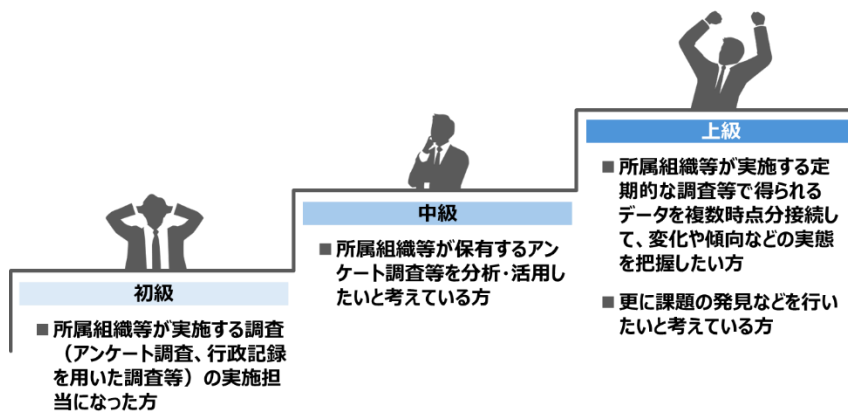 初級
■所属組織等が実施する調査
（アンケート調査、行政記録
を用いた調査等）の実施担
当になった方
中級
■所属組織等が保有するアン
ケート調査等を分析・活用し
たいと考えている方
上級
■所属組織等が実施する定
期的な調査等で得られる
データを複数時点分接続し
て、変化や傾向などの実態
を把握したい方
■更に課題の発見などを行い
たいと考えている方